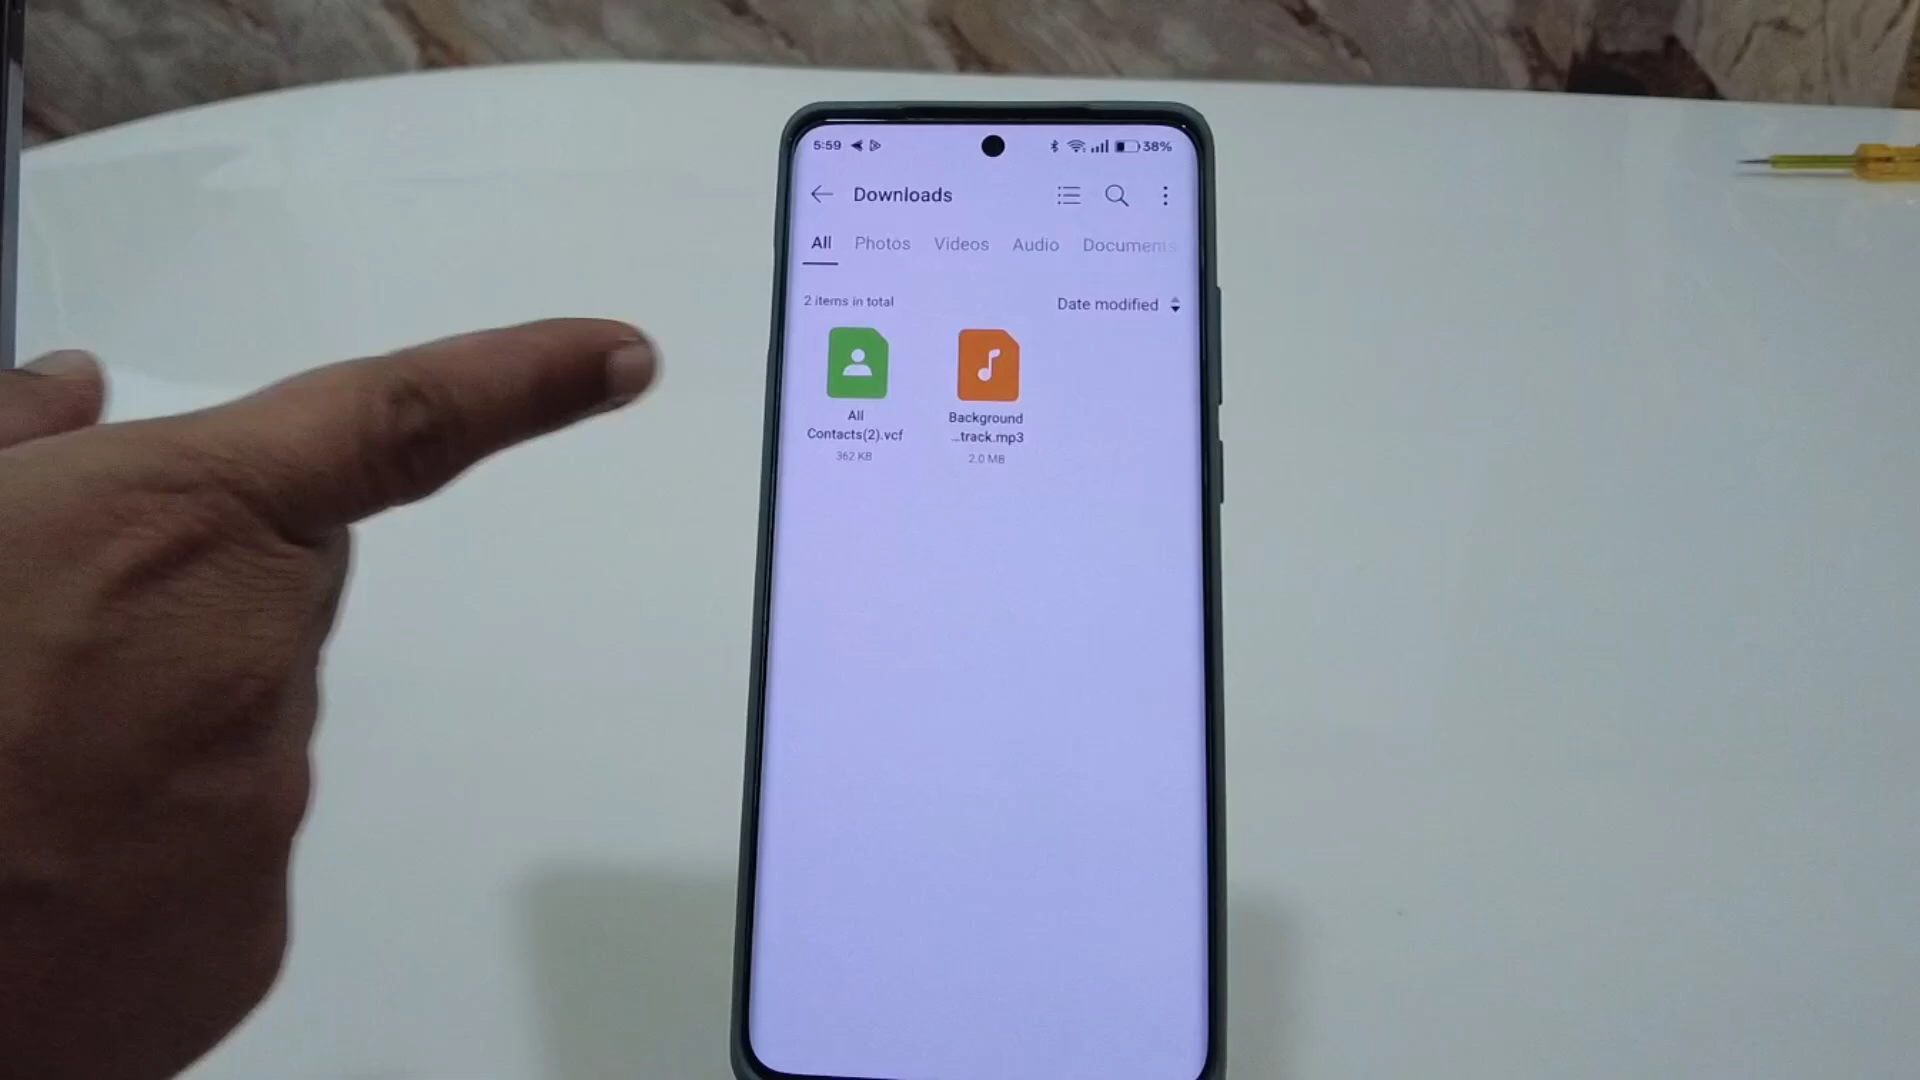 5:59
38%
Downloads
All Photos Videos Audio Documents
2 items in total
Date modified
All
Contacts(2).vcf
362 KB
Background
...track.mp3
2.0 MB